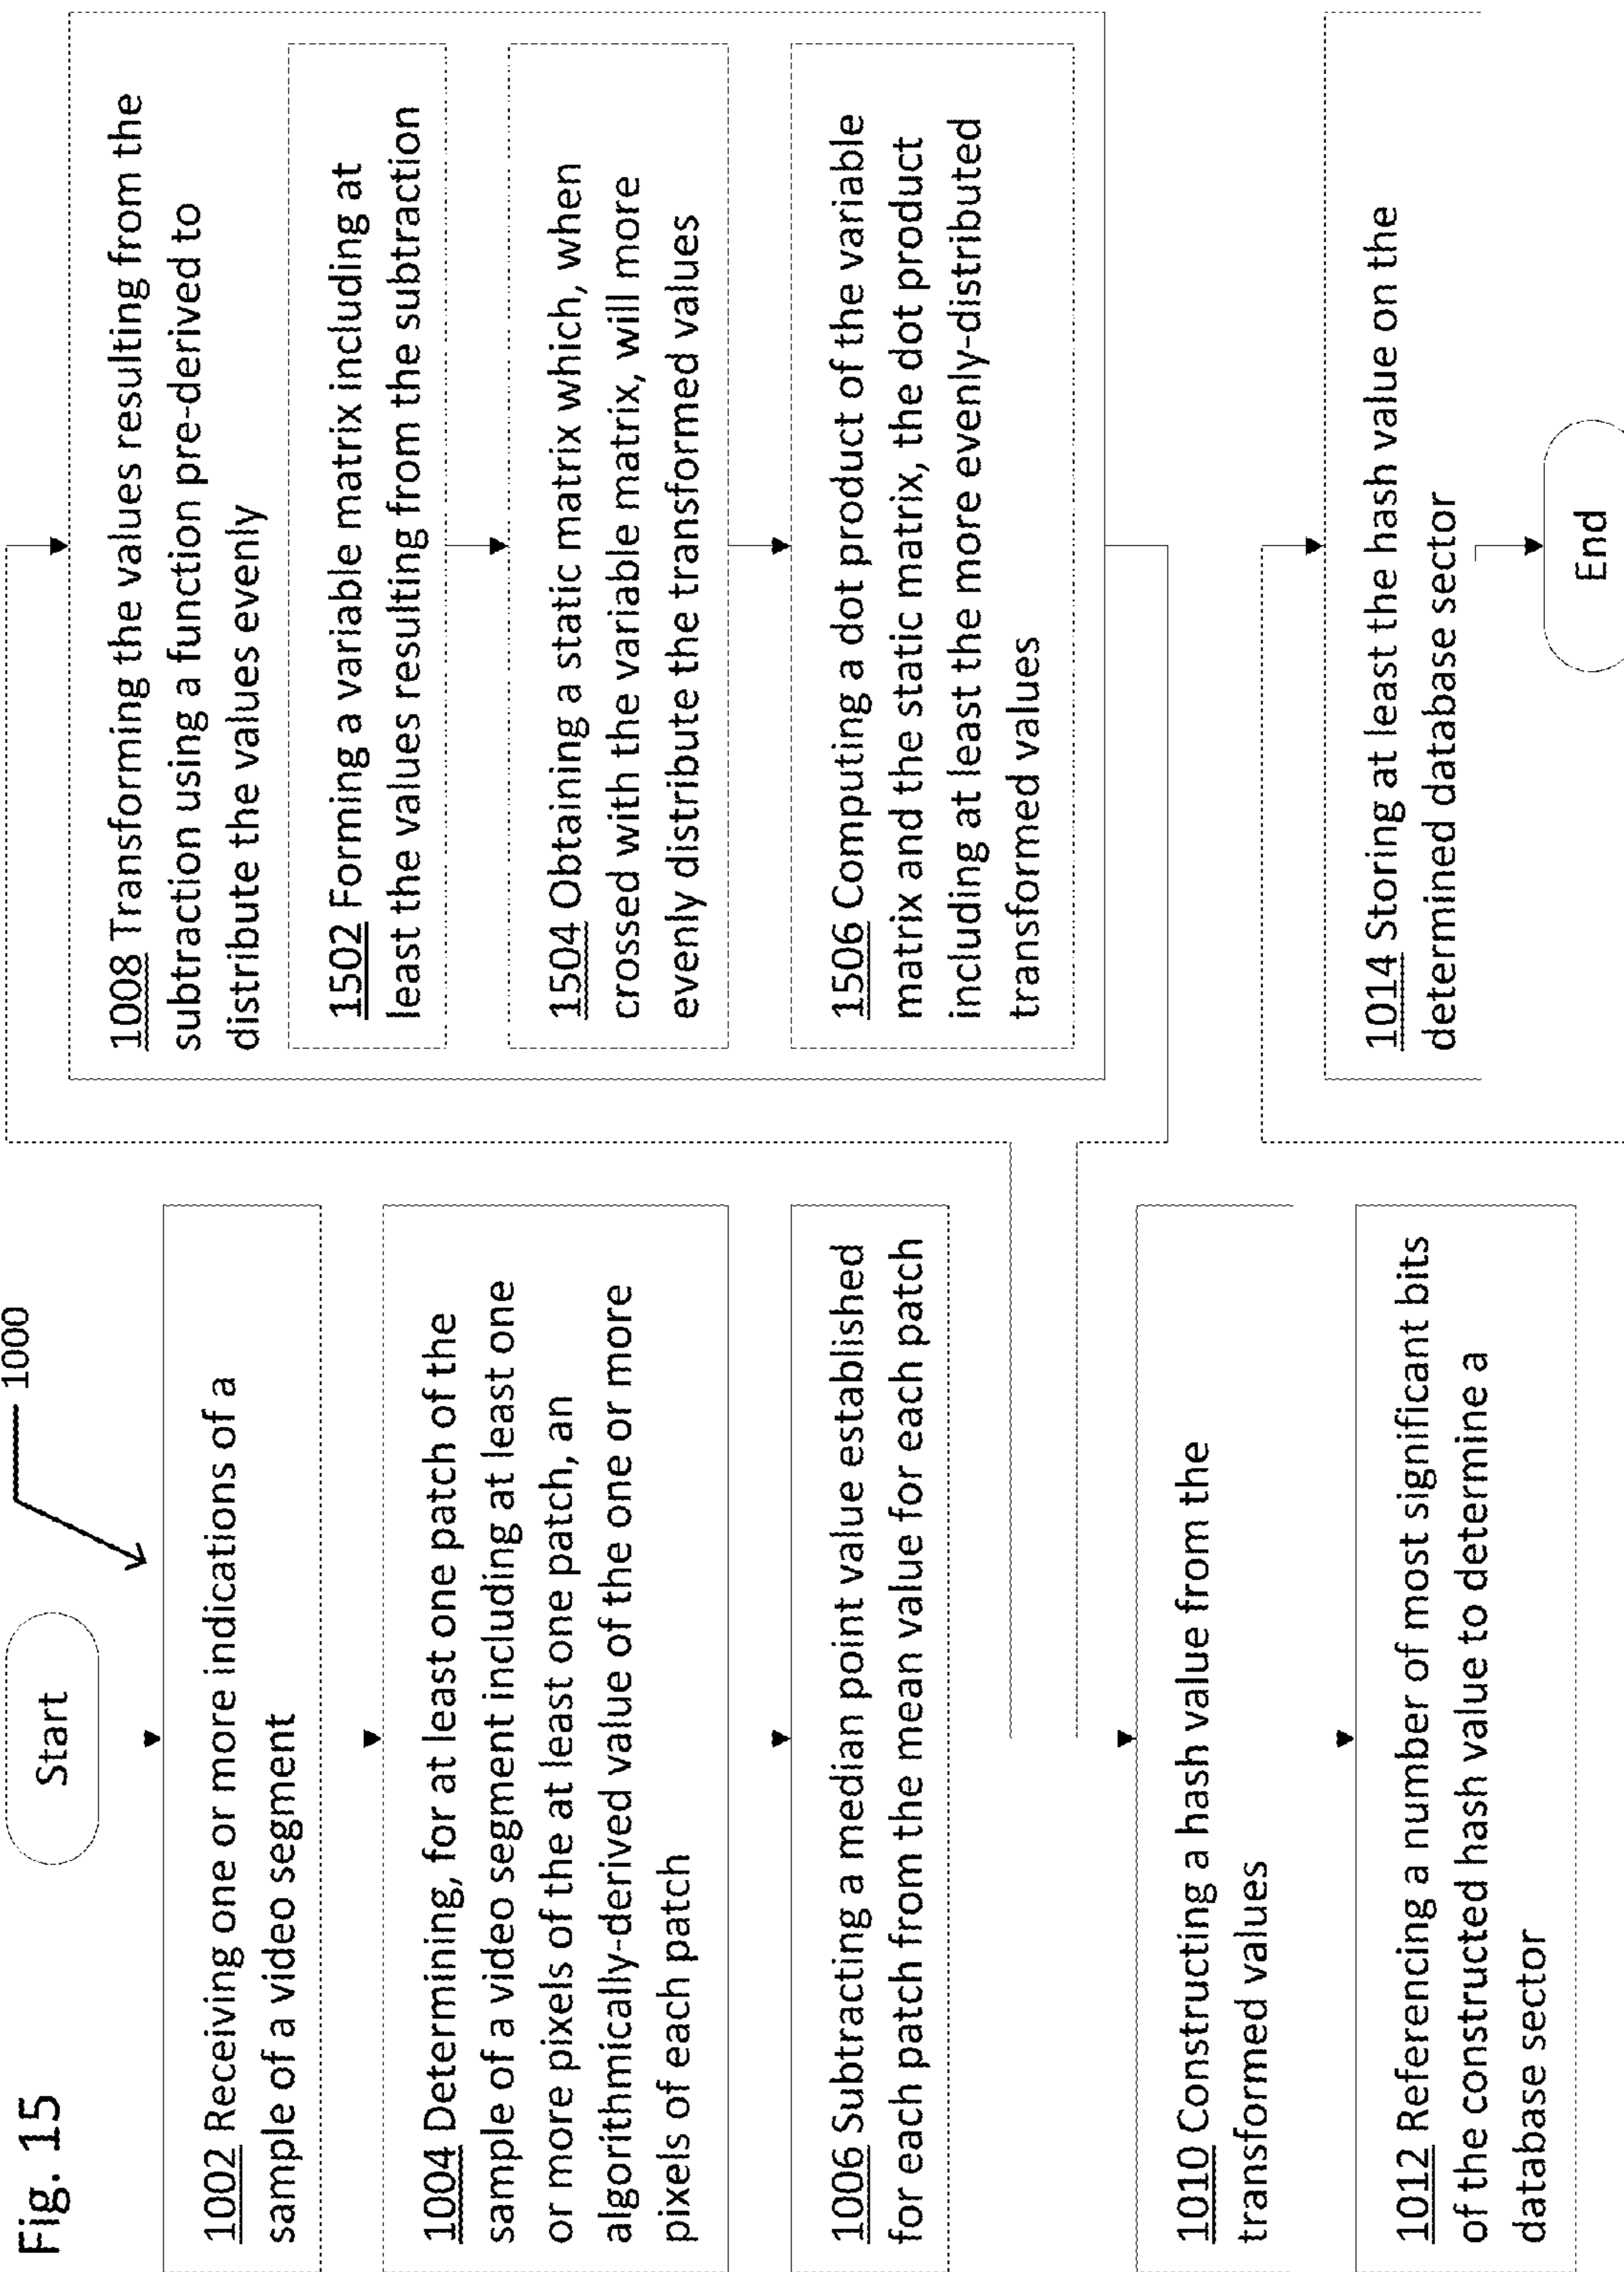 Fig. 15
1000
Start
1002 Receiving one or more indications of a
sample of a video segment
1004 Determining, for at least one patch of the
sample of a video segment including at least one
or more pixels of the at least one patch, an
algorithmically-derived value of the one or more
pixels of each patch
1006 Subtracting a median point value established
for each patch from the mean value for each patch
1008 Transforming the values resulting from the
subtraction using a function pre-derived to
distribute the values evenly
1502 Forming a variable matrix including at
least the values resulting from the subtraction
1504 Obtaining a static matrix which, when
crossed with the variable matrix, will more
evenly distribute the transformed values
1506 Computing a dot product of the variable
matrix and the static matrix, the dot product
including at least the more evenly-distributed
transformed values
1010 Constructing a hash value from the
transformed values
1012 Referencing a number of most significant bits
of the constructed hash value to determine a
database sector
1014 Storing at least the hash value on the
determined database sector
End